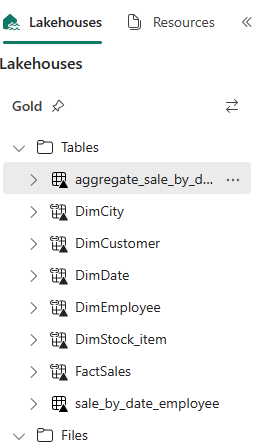 Lakehouses Resources
Lakehouses
Gold
Tables
aggregate_sale_by_d...
DimCity
DimCustomer
DimDate
DimEmployee
DimStock_item
FactSales
sale_by_date_employee
Files